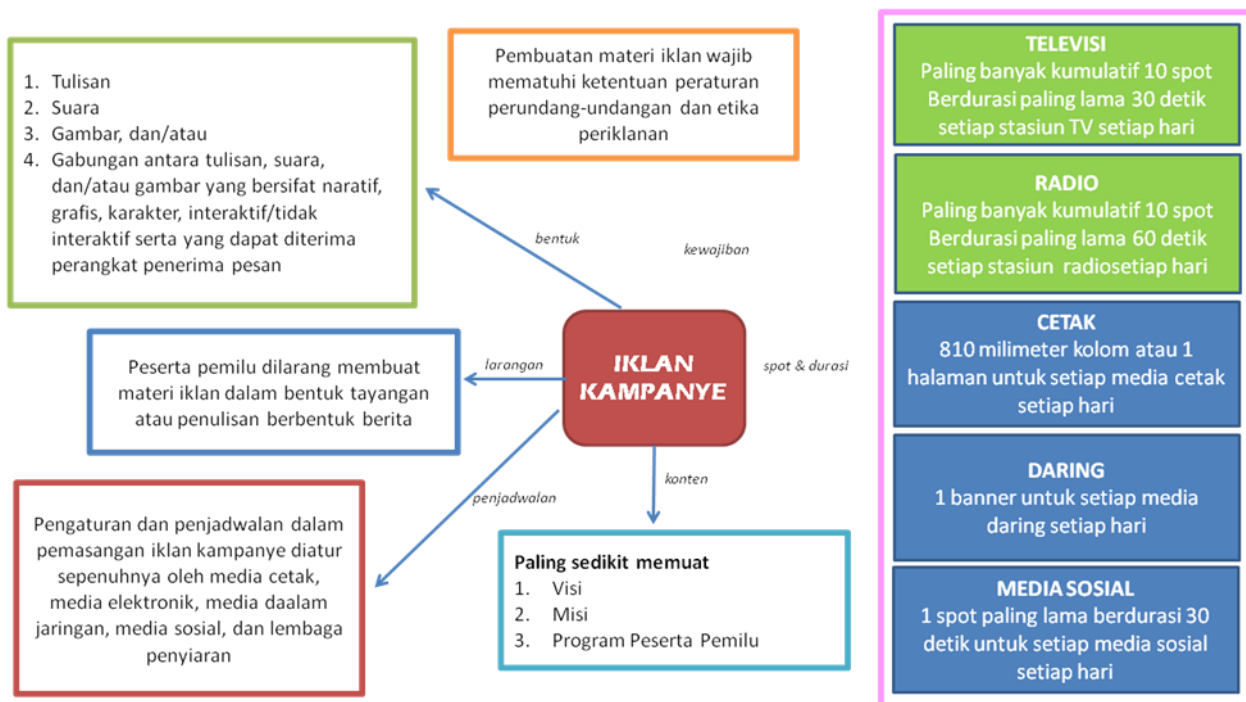 1. Tulisan
2. Suara
3. Gambar, dan/atau
4. Gabungan antara tulisan, suara,
dan/atau gambar yang bersifat naratif,
grafis, karakter, interaktif/tidak
interaktif serta yang dapat diterima
perangkat penerima pesan
Pembuatan materi iklan wajib
mematuhi ketentuan peraturan
perundang-undangan dan etika
periklanan
bentuk
kewajiban
Peserta pemilu dilarang membuat
materi iklan dalam bentuk tayangan
atau penulisan berbentuk berita
larangan
IKLAN
KAMPANYE
spot & durasi
penjadwalan
konten
Pengaturan dan penjadwalan dalam
pemasangan iklan kampanye diatur
sepenuhnya oleh media cetak,
media elektronik, media daalam
jaringan, media sosial, dan lembaga
penyiaran
Paling sedikit memuat
1. Visi
2. Misi
3. Program Peserta Pemilu
TELEVISI
Paling banyak kumulatif 10 spot
Berdurasi paling lama 30 detik
setiap stasiun TV setiap hari
RADIO
Paling banyak kumulatif 10 spot
Berdurasi paling lama 60 detik
setiap stasiun radiosetiap hari
CETAK
810 milimeter kolom atau 1
halaman untuk setiap media cetak
setiap hari
DARING
1 banner untuk setiap media
daring setiap hari
MEDIA SOSIAL
1 spot paling lama berdurasi 30
detik untuk setiap media sosial
setiap hari